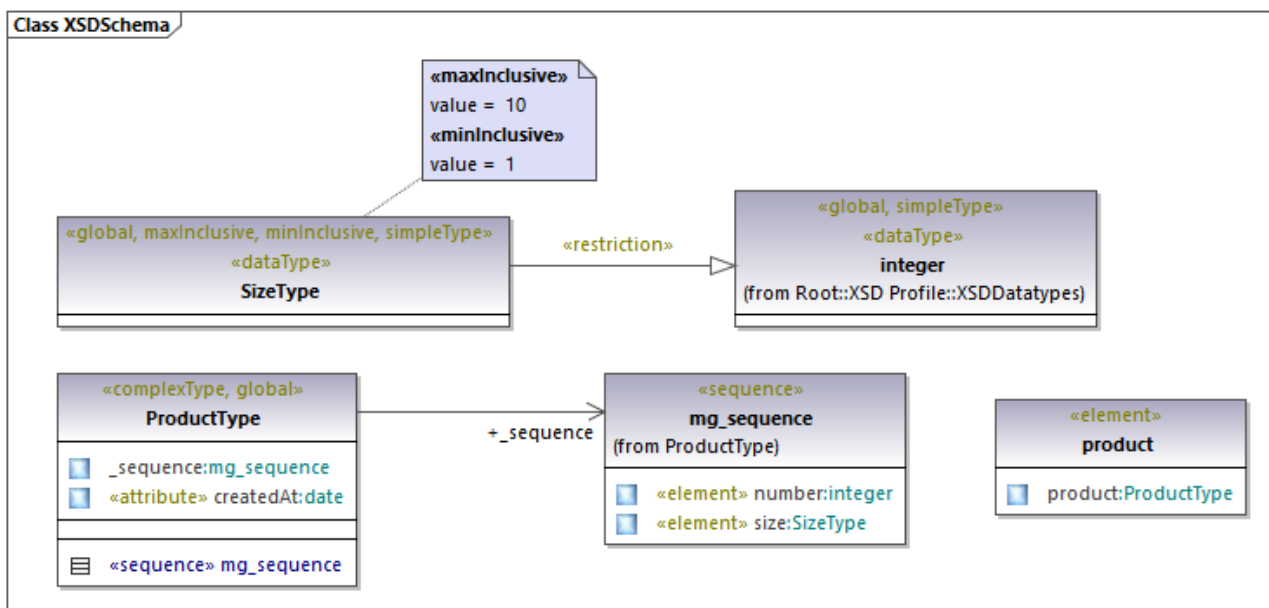 Class XSDSchema
«maxInclusive»
value = 10
«minInclusive»
value = 1
«global, maxInclusive, minInclusive, simpleType»
«dataType»
SizeType
«restriction»
«global, simpleType»
«dataType»
integer
(from Root::XSD Profile::XSDDatatypes)
«complexType, global»
ProductType
_sequence:mg_sequence
«attribute» createdAt:date
«sequence» mg_sequence
+_sequence
«sequence»
mg_sequence
(from ProductType)
«element» number:integer
«element» size:SizeType
«element»
product
product:ProductType